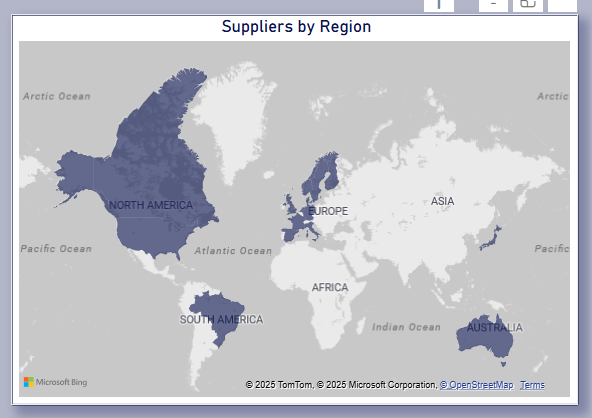 Suppliers by Region
Arctic Ocean
Arctic
NORTH AMERICA
EUROPE
ASIA
Pacific Ocean
Atlantic Ocean
Pacific
AFRICA
SOUTH AMERICA
Indian Ocean
AUSTRALIA
Microsoft Bing
© 2025 TomTom, © 2025 Microsoft Corporation, © OpenStreetMap Terms